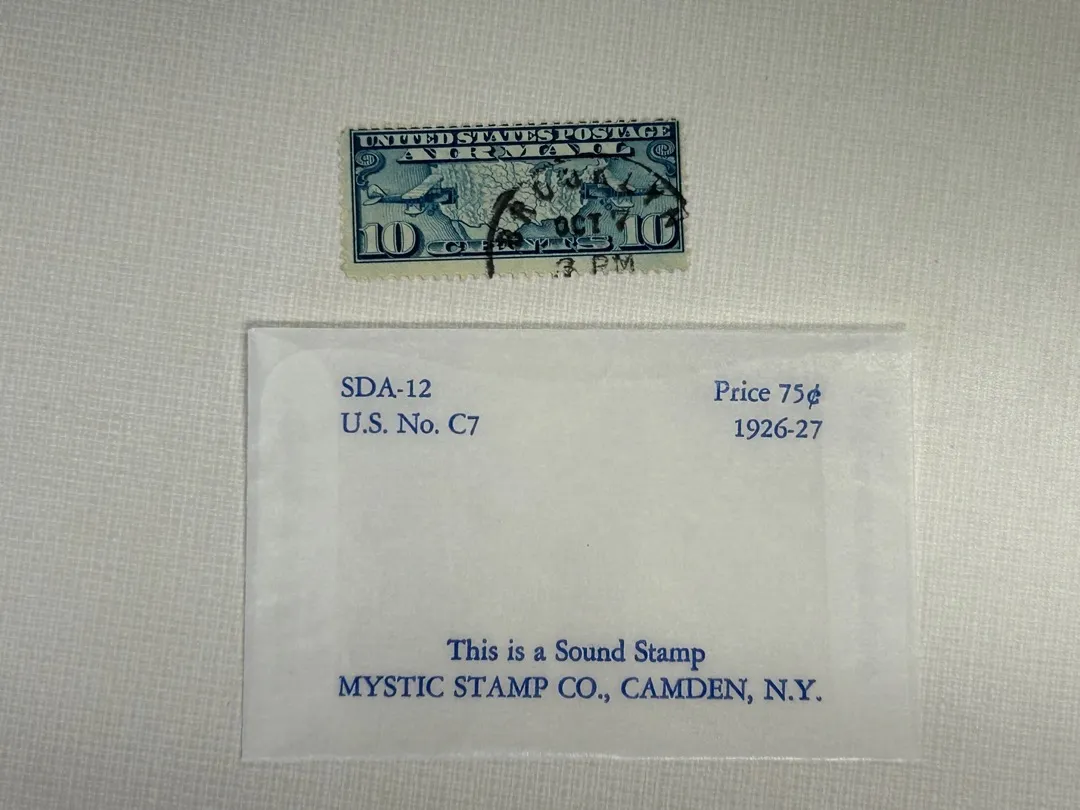 UNITED STATES POSTAGE
AIR MAIL
BROOKLYN
OCT 7
10 CENTS 10
3 PM
SDA-12
Price 75¢
U.S. No. C7
1926-27
This is a Sound Stamp
MYSTIC STAMP CO., CAMDEN, N.Y.